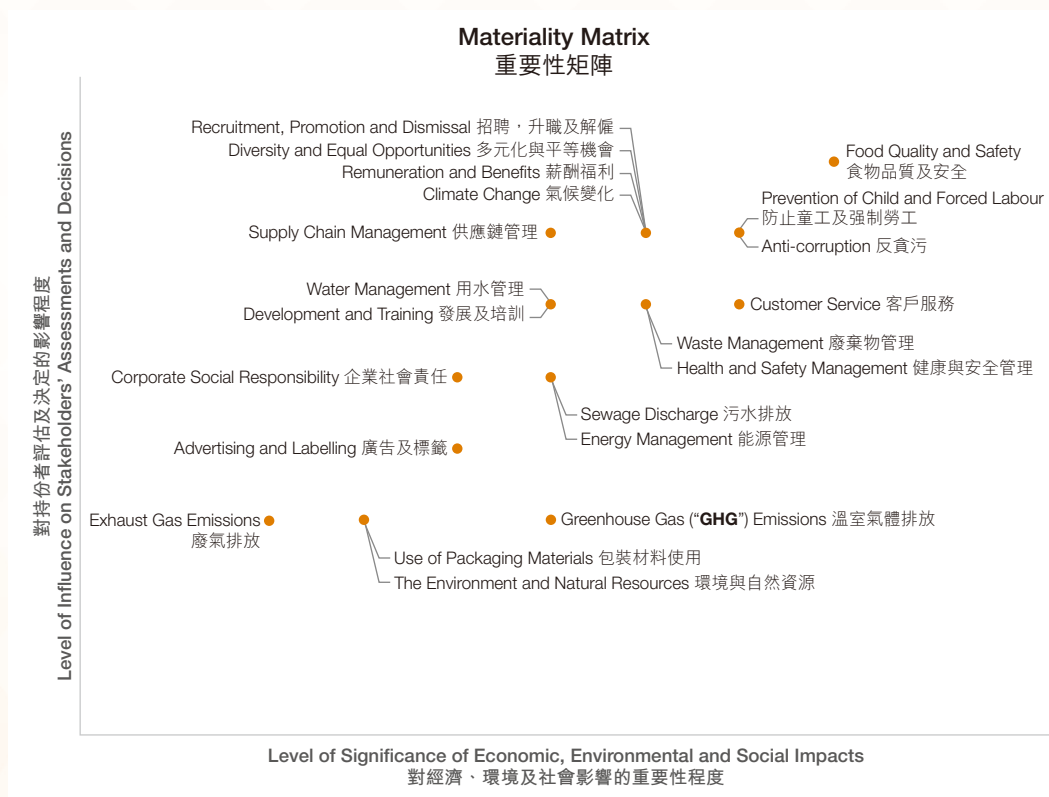 Materiality Matrix
重要性矩陣
對持份者評估及決定的影響程度
Level of Influence on Stakeholders' Assessments and Decisions
Recruitment, Promotion and Dismissal 招聘，升職及解僱
Diversity and Equal Opportunities 多元化與平等機會
Remuneration and Benefits 薪酬福利
Climate Change 氣候變化
Food Quality and Safety
食物品質及安全
Prevention of Child and Forced Labour
防止童工及强制勞工
Anti-corruption 反貪污
Supply Chain Management 供應鏈管理
Water Management 用水管理
Development and Training 發展及培訓
Customer Service 客戶服務
Waste Management 廢棄物管理
Health and Safety Management 健康與安全管理
Corporate Social Responsibility 企業社會責任
Sewage Discharge 污水排放
Energy Management 能源管理
Advertising and Labelling 廣告及標籤
Exhaust Gas Emissions
廢氣排放
Greenhouse Gas ("GHG") Emissions 溫室氣體排放
Use of Packaging Materials 包裝材料使用
The Environment and Natural Resources 環境與自然資源
Level of Significance of Economic, Environmental and Social Impacts
對經濟、環境及社會影響的重要性程度